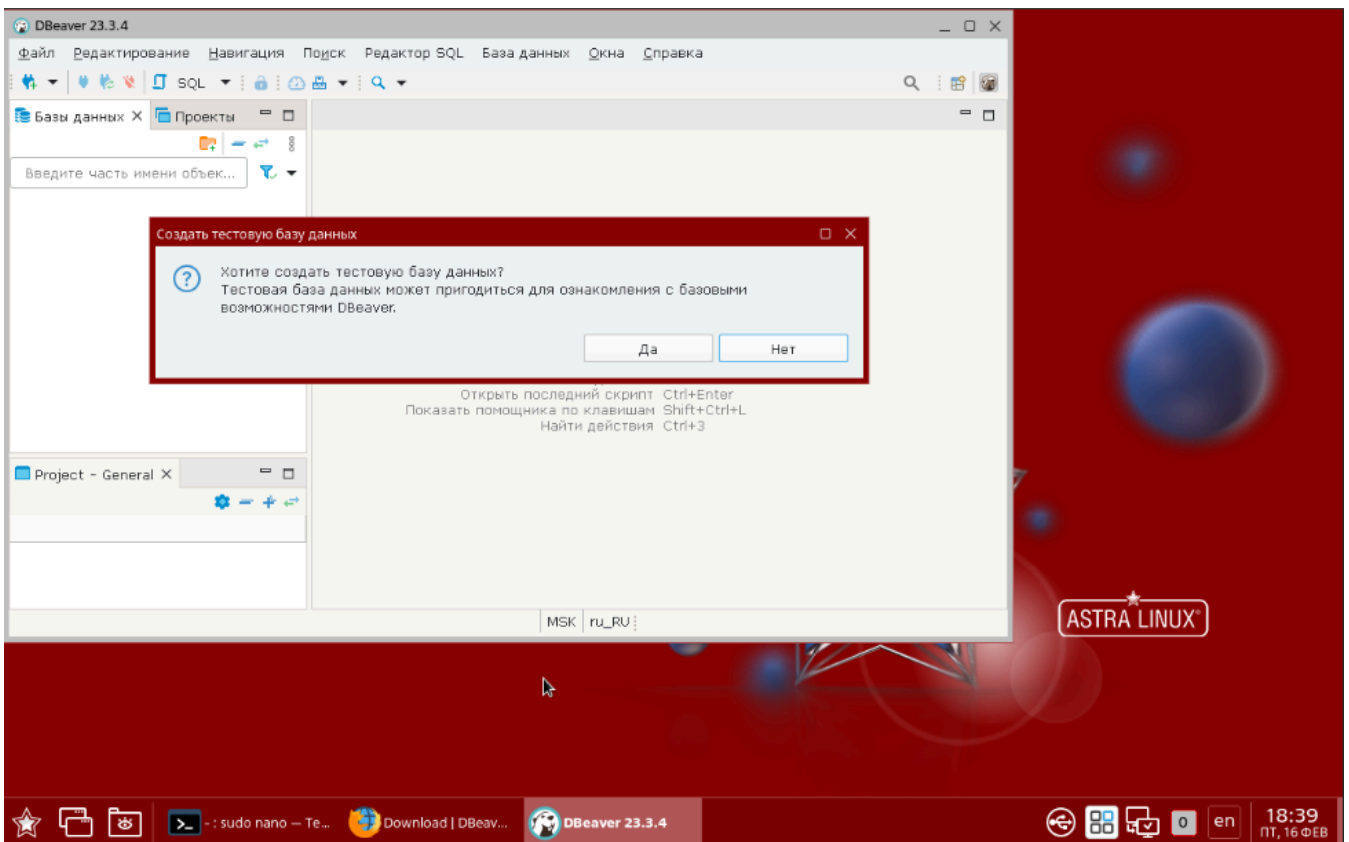 DBeaver 23.3.4
Файл Редактирование Навигация Поиск Редактор SQL База данных Окна Справка
SQL
Базы данных
Проекты
Введите часть имени объек...
Создать тестовую базу данных
Хотите создать тестовую базу данных?
Тестовая база данных может пригодиться для ознакомления с базовыми
возможностями DBeaver.
Да Нет
Открыть последний скрипт Ctrl+Enter
Показать помощника по клавишам Shift+Ctrl+L
Найти действия Ctrl+3
Project - General
MSK ru_RU
ASTRA LINUX®
- : sudo nano — Te...
Download | DBeav...
DBeaver 23.3.4
0
en
18:39
ПТ, 16 ФЕВ